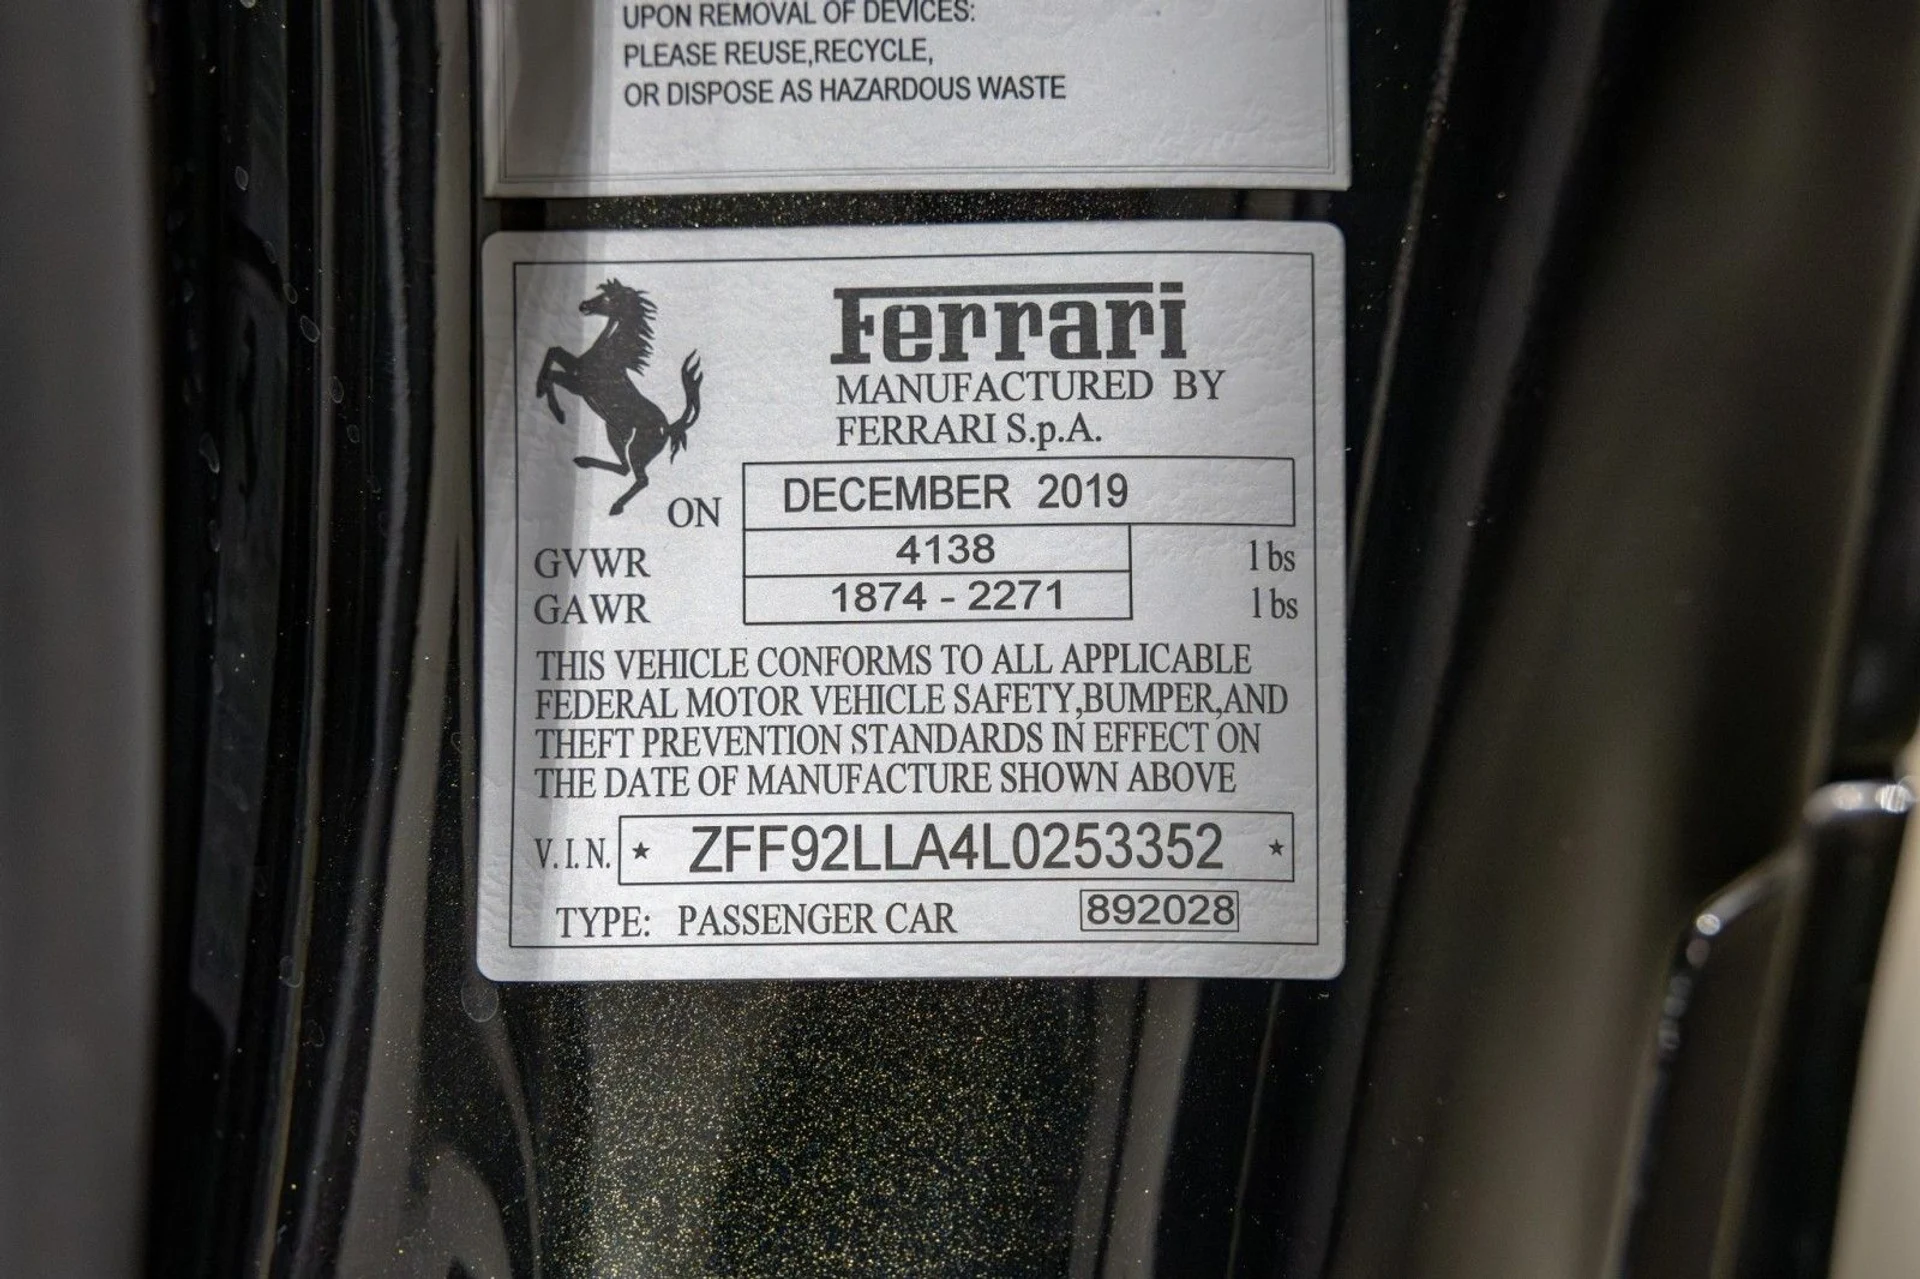 UPON REMOVAL OF DEVICES:
PLEASE REUSE,RECYCLE,
OR DISPOSE AS HAZARDOUS WASTE
Ferrari
MANUFACTURED BY
FERRARI S.p.A.
ON DECEMBER 2019
GVWR 4138 lbs
GAWR 1874 - 2271 lbs
THIS VEHICLE CONFORMS TO ALL APPLICABLE
FEDERAL MOTOR VEHICLE SAFETY,BUMPER,AND
THEFT PREVENTION STANDARDS IN EFFECT ON
THE DATE OF MANUFACTURE SHOWN ABOVE
V.I.N. * ZFF92LLA4L0253352 *
TYPE: PASSENGER CAR 892028